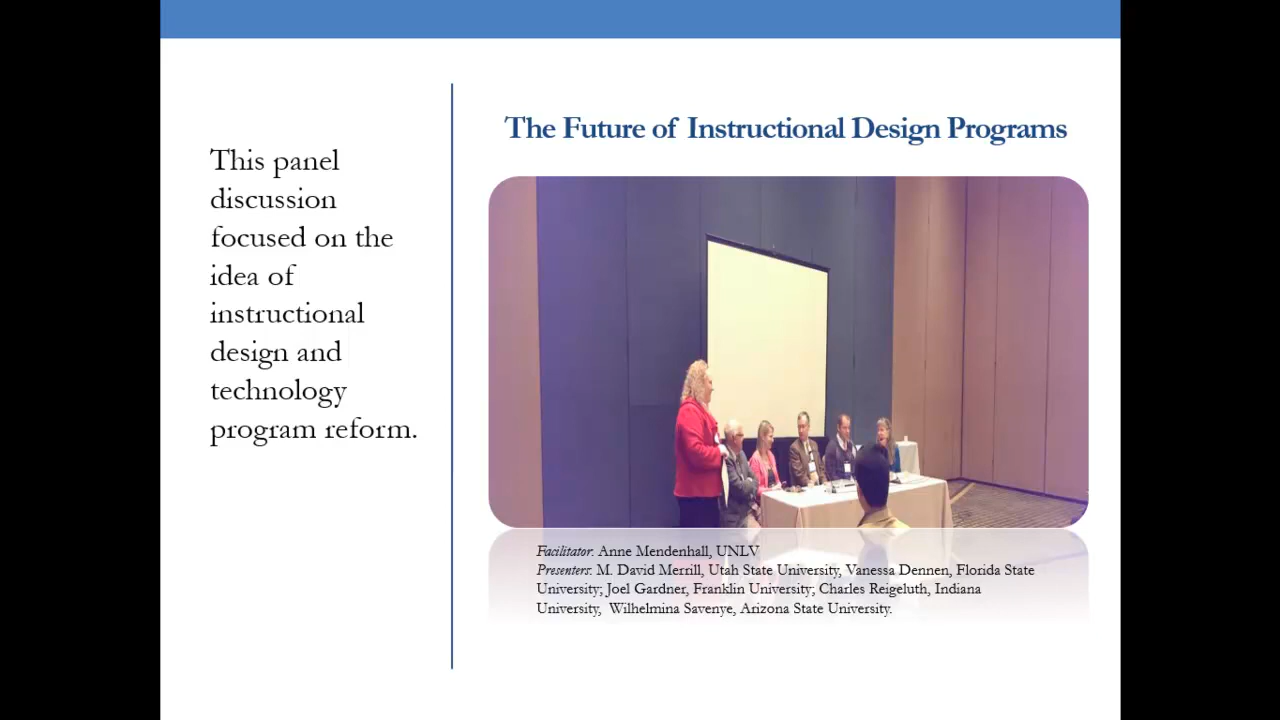 This panel
discussion
focused on the
idea of
instructional
design and
technology
program reform.
The Future of Instructional Design Programs
Facilitator: Anne Mendenhall, UNLV
Presenters: M. David Merrill, Utah State University, Vanessa Dennen, Florida State
University; Joel Gardner, Franklin University; Charles Reigeluth, Indiana
University, Wilhelmina Savenye, Arizona State University.